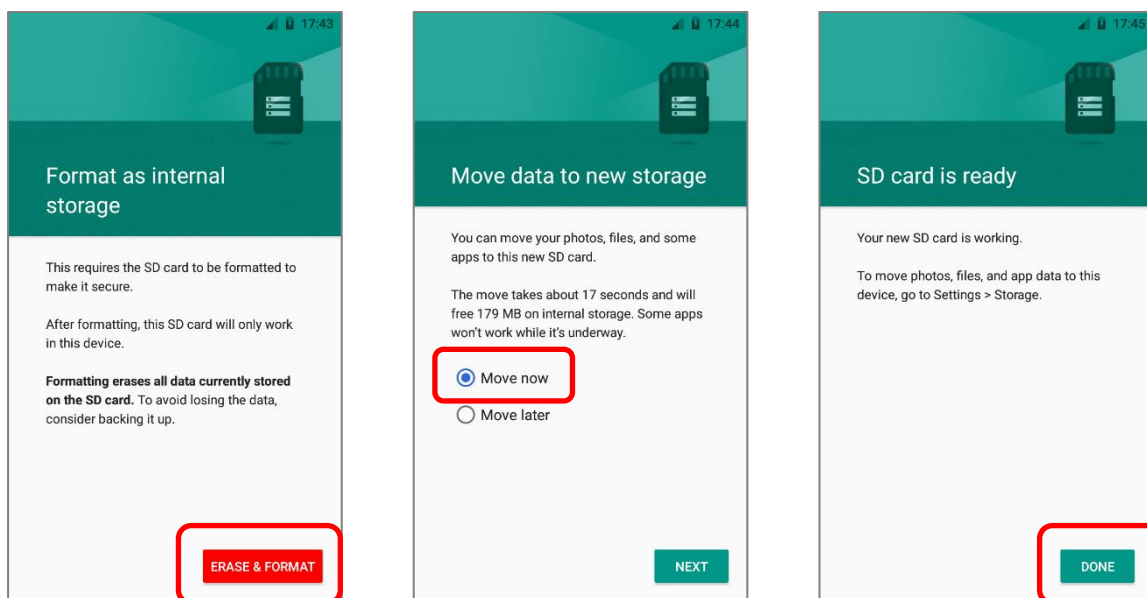 17:43
Format as internal
storage
This requires the SD card to be formatted to
make it secure.
After formatting, this SD card will only work
in this device.
Formatting erases all data currently stored
on the SD card. To avoid losing the data,
consider backing it up.
ERASE & FORMAT
17:44
Move data to new storage
You can move your photos, files, and some
apps to this new SD card.
The move takes about 17 seconds and will
free 179 MB on internal storage. Some apps
won't work while it's underway.
Move now
Move later
NEXT
17:45
SD card is ready
Your new SD card is working.
To move photos, files, and app data to this
device, go to Settings > Storage.
DONE